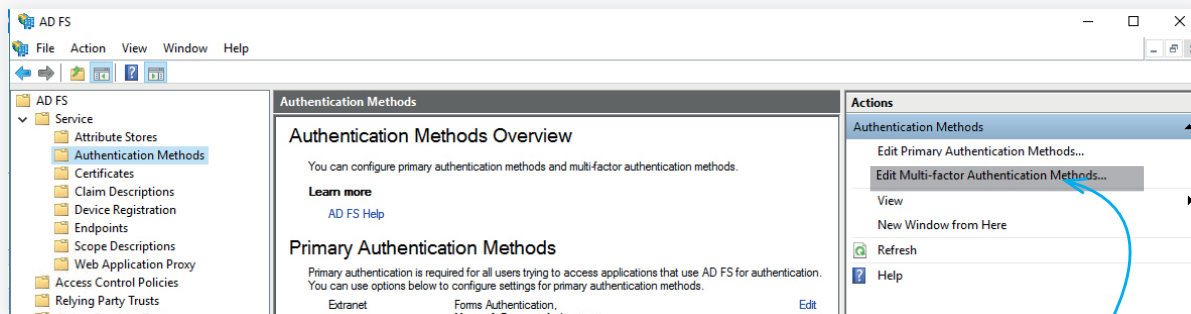 AD FS
File Action View Window Help
AD FS
Service
Attribute Stores
Authentication Methods
Certificates
Claim Descriptions
Device Registration
Endpoints
Scope Descriptions
Web Application Proxy
Access Control Policies
Relying Party Trusts
Authentication Methods
Authentication Methods Overview
You can configure primary authentication methods and multi-factor authentication methods.
Learn more
AD FS Help
Primary Authentication Methods
Primary authentication is required for all users trying to access applications that use AD FS for authentication.
You can use options below to configure settings for primary authentication methods.
Extranet Forms Authentication, Edit
Actions
Authentication Methods
Edit Primary Authentication Methods...
Edit Multi-factor Authentication Methods...
View
New Window from Here
Refresh
Help